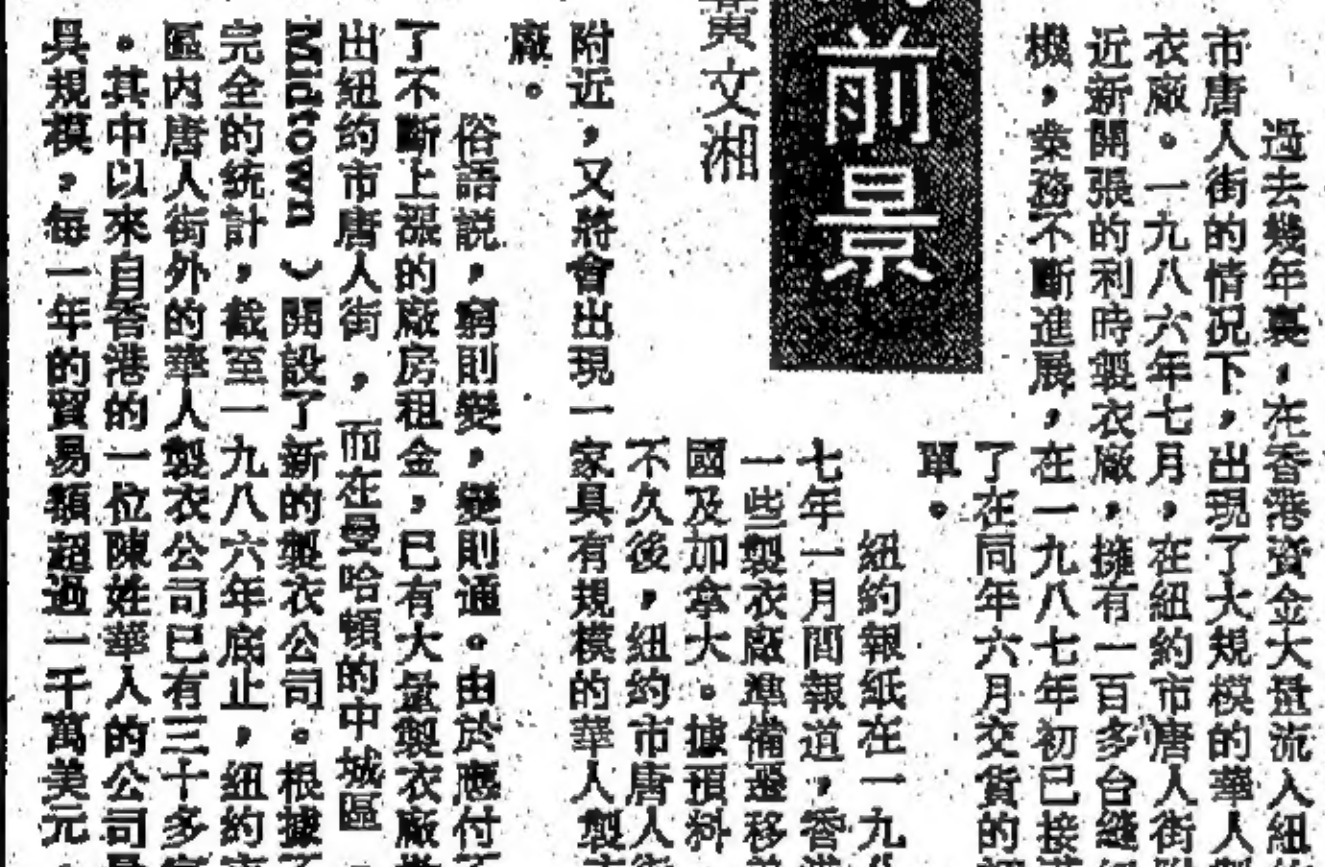 過去幾年裏，在香港資金大量流入紐
市唐人街的情况下，出現了大規模的華人製
衣廠。一九八六年七月，在紐約市唐人街
近新開張的利時製衣廠，擁有一百多台縫
機，業務不斷進展，在一九八七年初已接
了在同年六月交貨的
單。
前景
黃文湘
紐約報紙在一九八
七年一月間報道，香港
一些製衣廠準備遷移
國及加拿大。據預料
不久後，紐約市唐人街
附近，又將會出現一家具有規模的華人製
廠。
俗語說，窮則變，變則通。由於應付
了不斷上漲的廠房租金，已有大量製衣廠
出紐約市唐人街，而在曼哈頓的中城區
Midtown）開設了新的製衣公司。根據
完全的統計，截至一九八六年底止，紐約
區內唐人街外的華人製衣公司已有三十多家
。其中以來自香港的一位陳姓華人的公司
具規模，每一年的貿易額超過一千萬美元